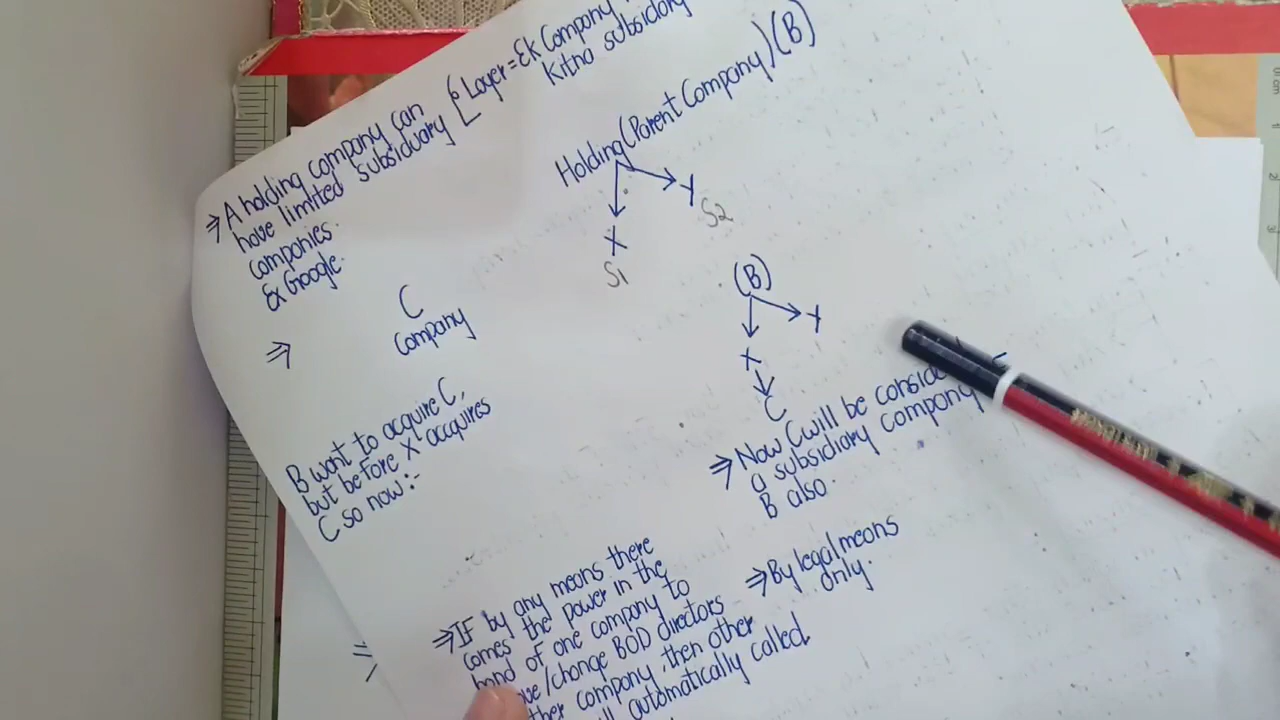 ⇒ A holding company can
have limited subsiduary
companies.
Ex Google.
[Layer = Ek Company
kitna subsidiary
Holding (Parent Company) (B)
X
S1
Y
S2
⇒
C
Company
B want to acquire C,
but before 'X' acquires
C so now :-
(B)
X
Y
C
⇒ Now C will be
a subsidiary company
B also.
⇒ IF by any means there
comes the power in the
hand of one company to
/change BOD directors
company, then other
automatically called
⇒ By legal means
only.